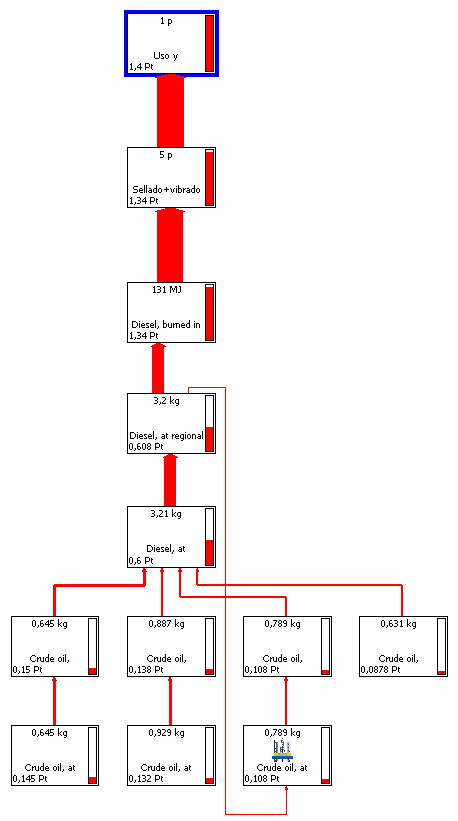 1 p
Uso y
1,4 Pt
5 p
Sellado+vibrado
1,34 Pt
131 MJ
Diesel, burned in
1,34 Pt
3,2 kg
Diesel, at regional
0,608 Pt
3,21 kg
Diesel, at
0,6 Pt
0,645 kg
Crude oil,
0,15 Pt
0,887 kg
Crude oil,
0,138 Pt
0,789 kg
Crude oil,
0,108 Pt
0,631 kg
Crude oil,
0,0878 Pt
0,645 kg
Crude oil, at
0,145 Pt
0,929 kg
Crude oil, at
0,132 Pt
0,789 kg
Crude oil, at
0,108 Pt